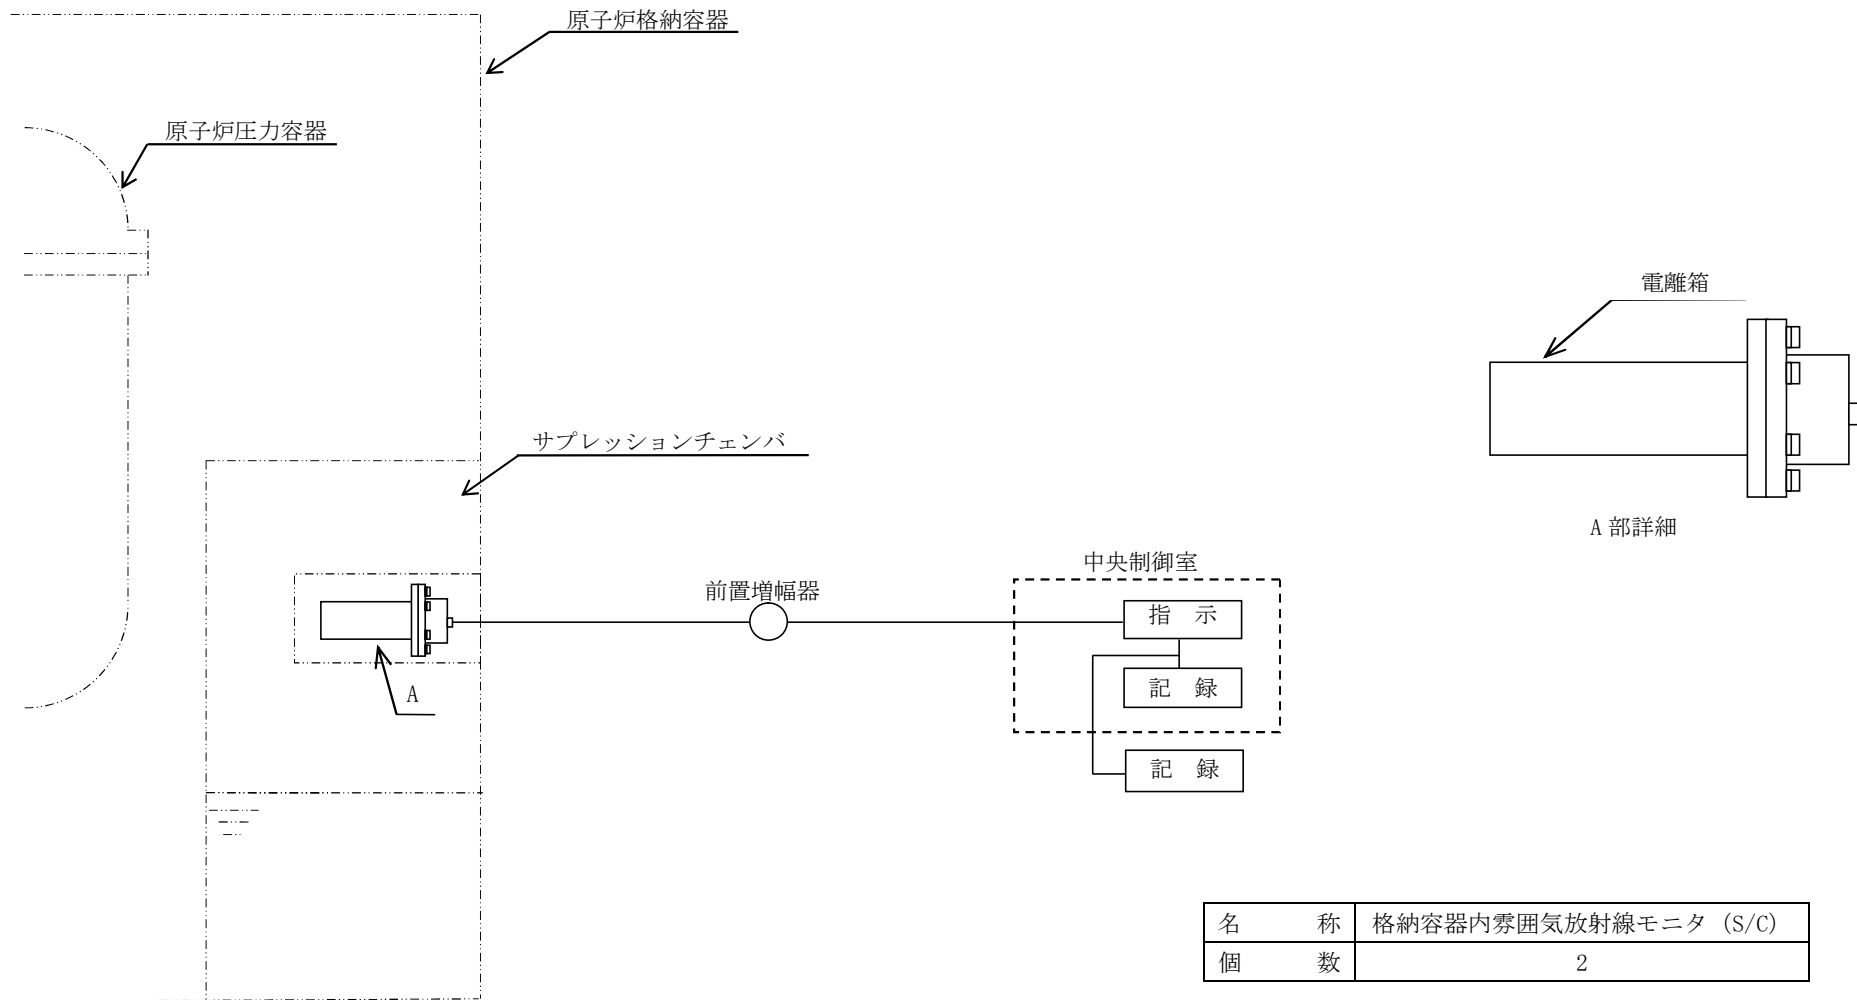 原子炉格納容器
原子炉圧力容器
電離箱
サプレッションチェンバ
A 部詳細
中央制御室
前置増幅器
指 示
記 録
A
記 録
名 称 格納容器内雰囲気放射線モニタ (S/C)
個 数 2